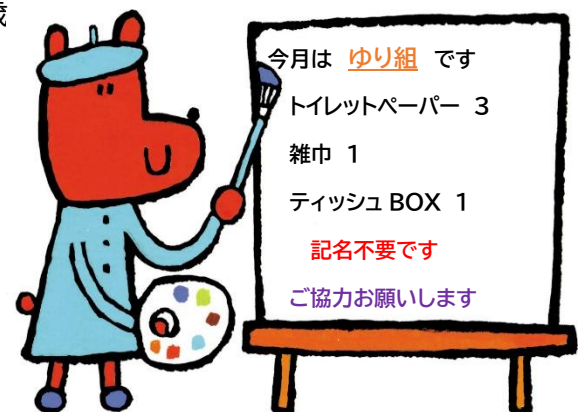 歳
今月は ゆり組 です
トイレットペーパー 3
雑巾 1
ティッシュ BOX 1
記名不要です
ご協力お願いします